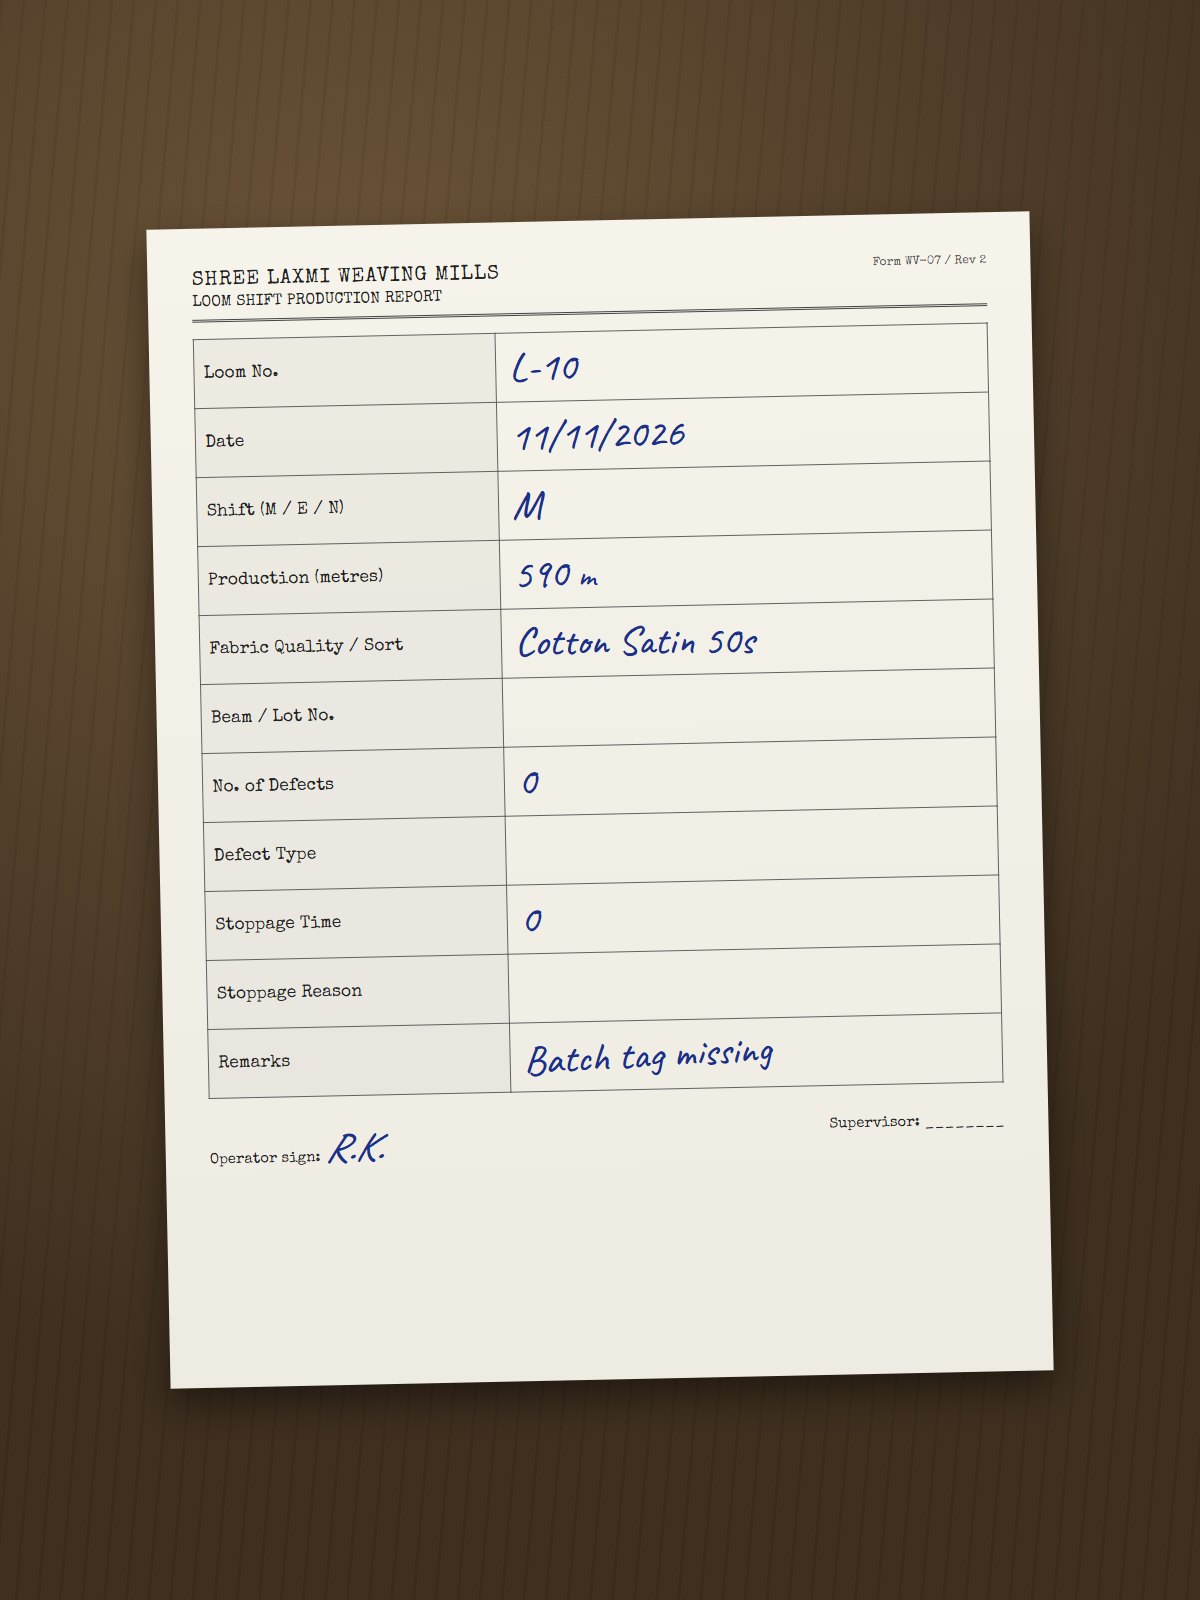 SHREE LAXMI WEAVING MILLS
Form WV-07 / Rev 2
LOOM SHIFT PRODUCTION REPORT
Loom No. L-10
Date 11/11/2026
Shift (M / E / N) M
Production (metres) 590 m
Fabric Quality / Sort Cotton Satin 50s
Beam / Lot No.
No. of Defects 0
Defect Type
Stoppage Time 0
Stoppage Reason
Remarks Batch tag missing
Operator sign: R.K.
Supervisor: ________